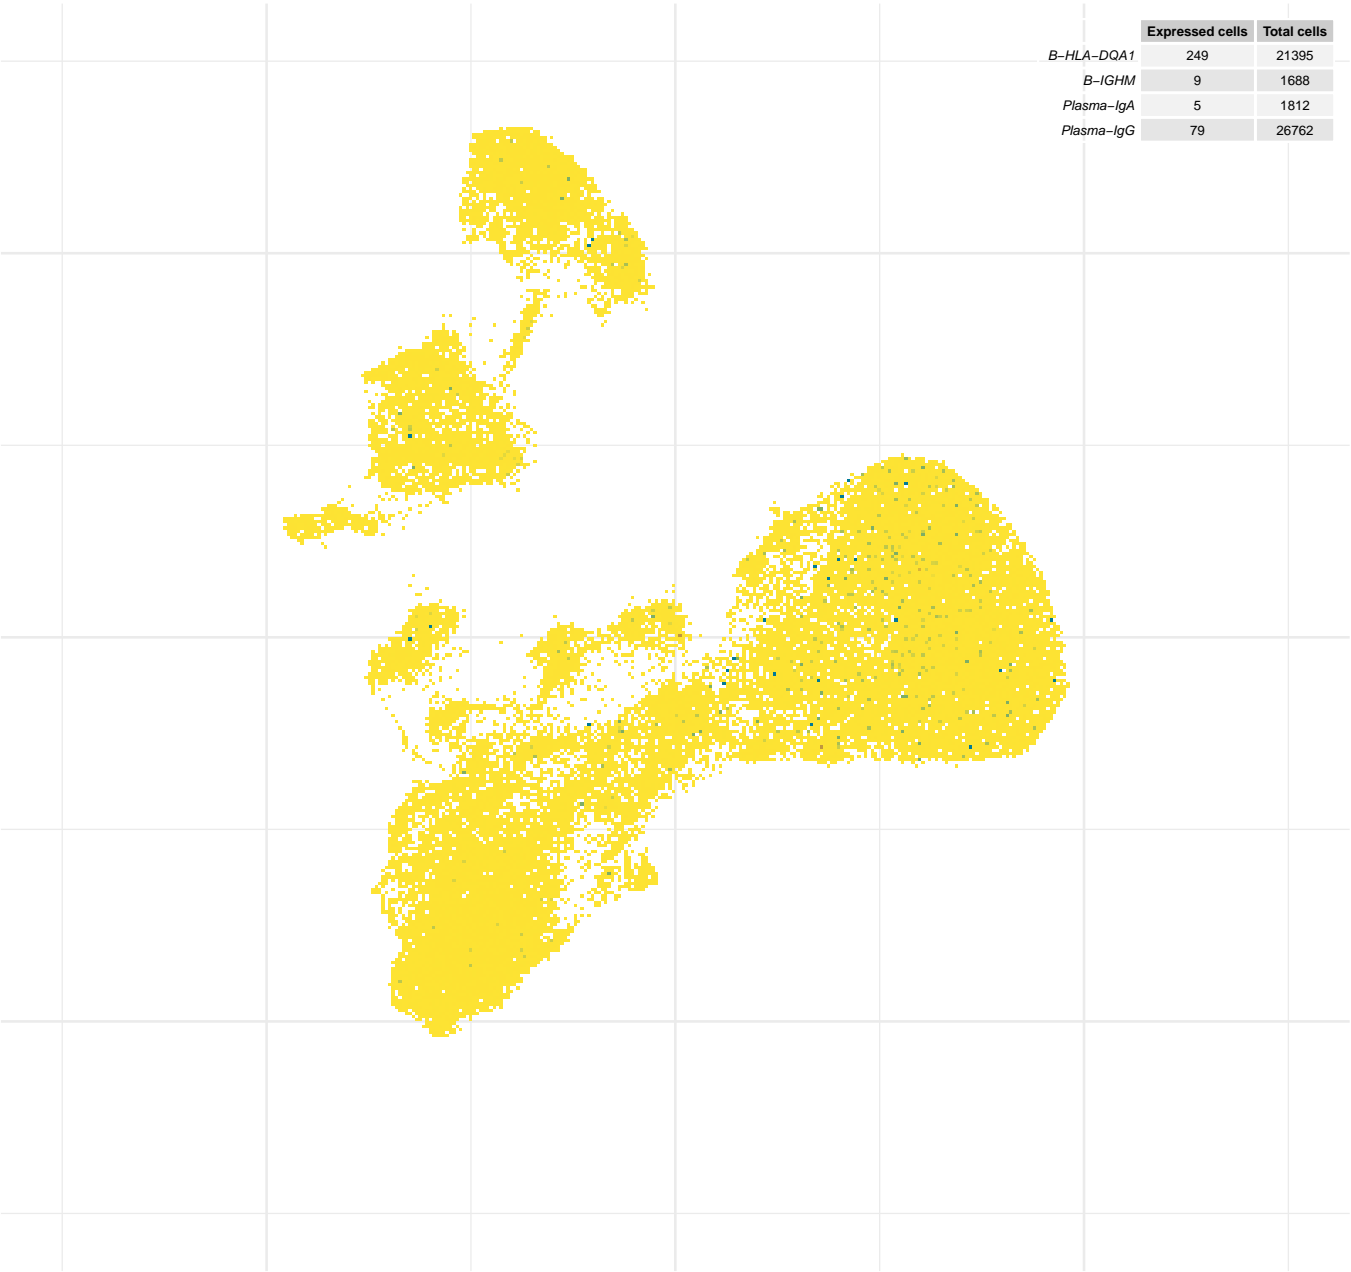 Expressed cells Total cells
B−HLA−DQA1 249 21395
B−IGHM 9 1688
Plasma−IgA 5 1812
Plasma−IgG 79 26762